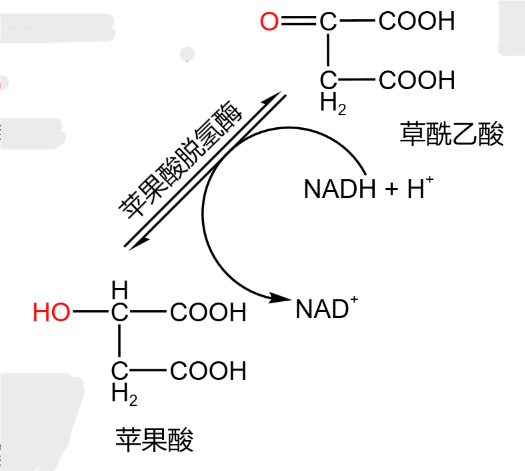 O=C—COOH
C—COOH
H2
草酰乙酸
苹果酸脱氢酶
NADH + H+
NAD+
H
HO—C—COOH
C—COOH
H2
苹果酸